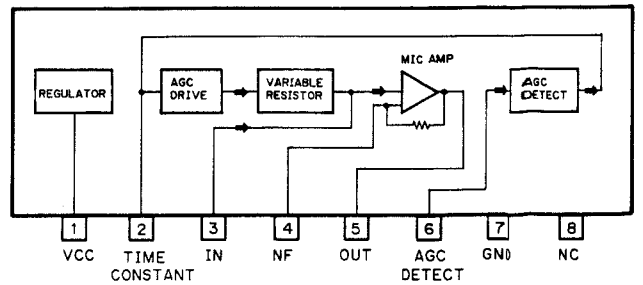 MIC AMP
REGULATOR
AGC
DRIVE
VARIABLE
RESISTOR
AGC
DETECT
1
2
3
4
5
6
7
8
VCC
TIME
CONSTANT
IN
NF
OUT
AGC
DETECT
GND
NC